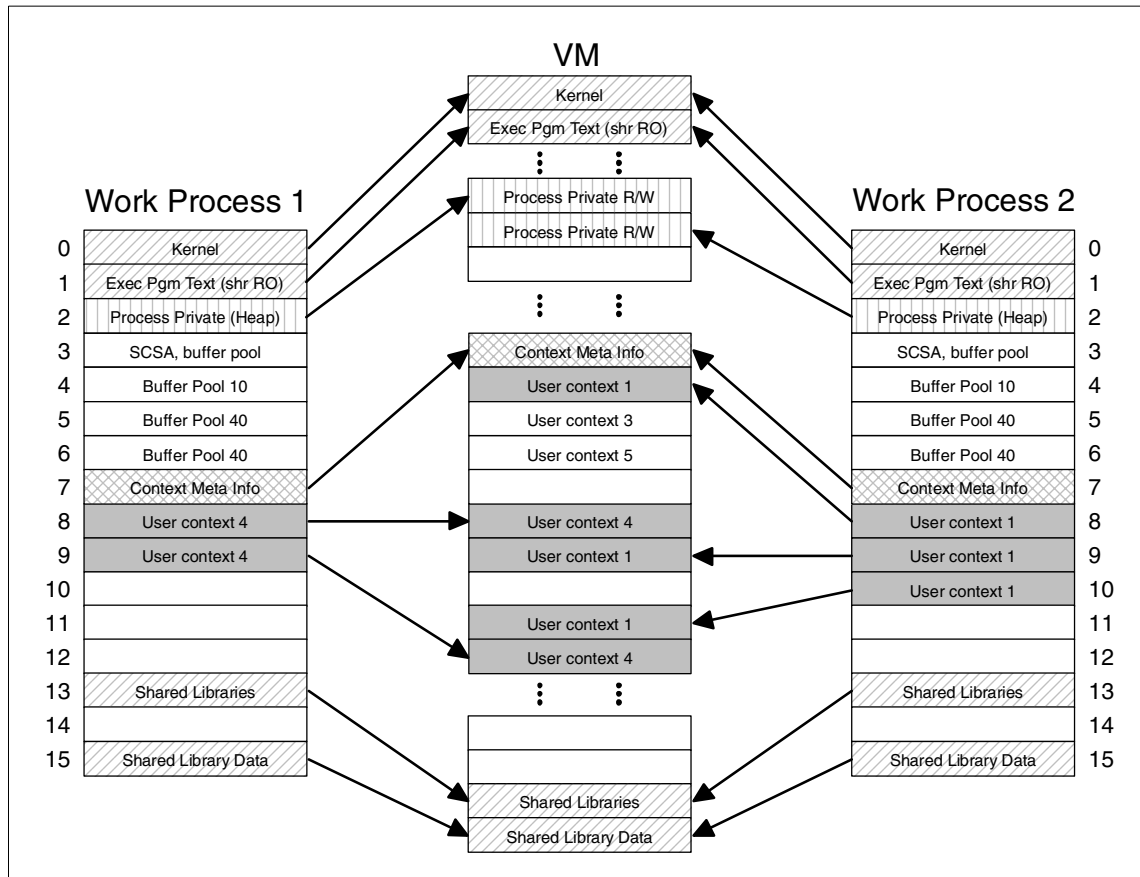 VM
Kernel
Exec Pgm Text (shr RO)
Process Private R/W
Process Private R/W
Context Meta Info
User context 1
User context 3
User context 5
User context 4
User context 1
User context 1
User context 4
Shared Libraries
Shared Library Data
Work Process 1
0 Kernel
1 Exec Pgm Text (shr RO)
2 Process Private (Heap)
3 SCSA, buffer pool
4 Buffer Pool 10
5 Buffer Pool 40
6 Buffer Pool 40
7 Context Meta Info
8 User context 4
9 User context 4
10
11
12
13 Shared Libraries
14
15 Shared Library Data
Work Process 2
Kernel 0
Exec Pgm Text (shr RO) 1
Process Private (Heap) 2
SCSA, buffer pool 3
Buffer Pool 10 4
Buffer Pool 40 5
Buffer Pool 40 6
Context Meta Info 7
User context 1 8
User context 1 9
User context 1 10
11
12
Shared Libraries 13
14
Shared Library Data 15